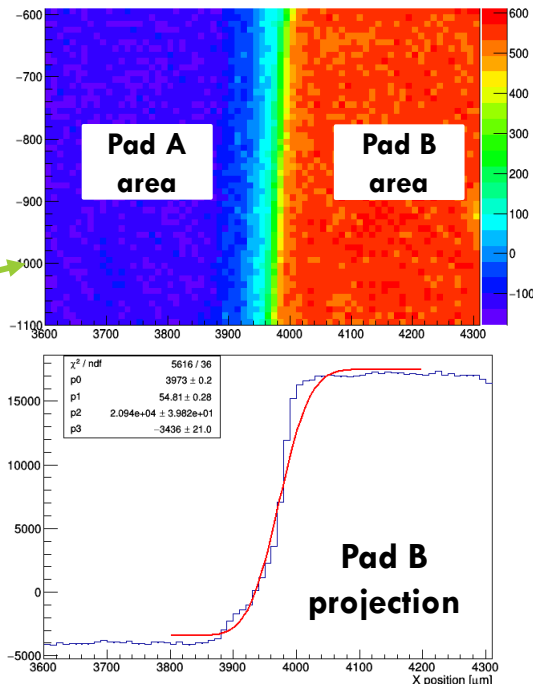 −600
−700
−800
−900
−1000
−1100
Pad A
area
Pad B
area
600
500
400
300
200
100
0
−100
3600 3700 3800 3900 4000 4100 4200 4300
χ² / ndf 5616 / 36
p0 3973 ± 0.2
p1 54.81 ± 0.28
p2 2.094e+04 ± 3.982e+01
p3 −3436 ± 21.0
15000
10000
5000
0
−5000
Pad B
projection
3600 3700 3800 3900 4000 4100 4200 4300
X position [μm]